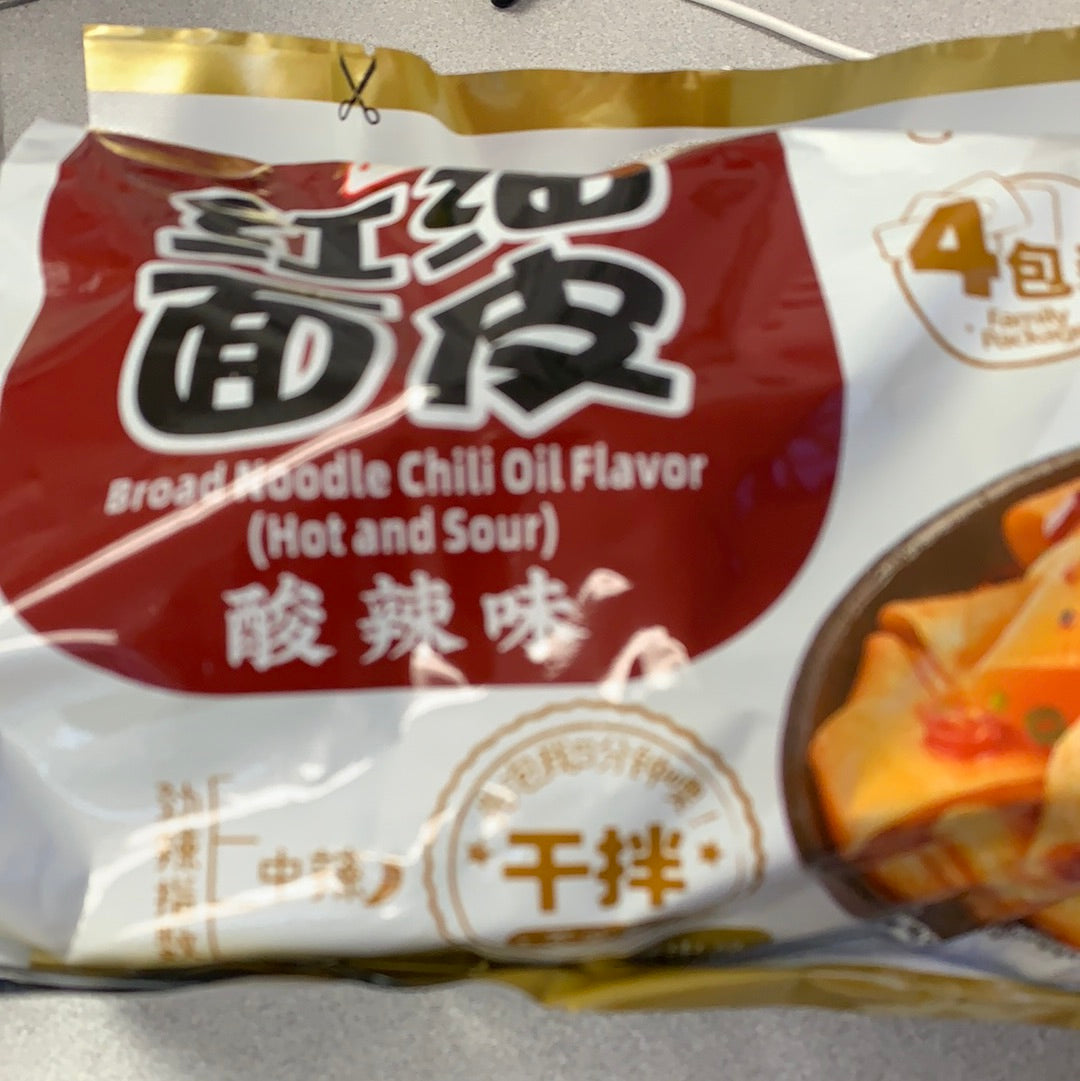 红油
面皮
Broad Noodle Chili Oil Flavor
(Hot and Sour)
酸辣味
4包
Family
Package
中辣
干拌